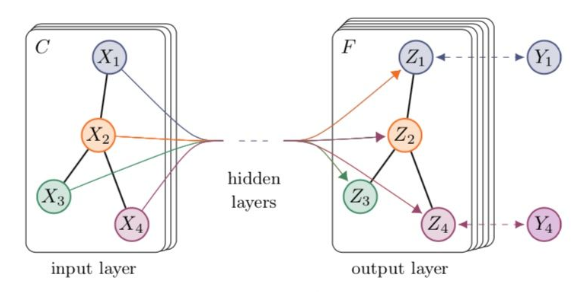 C
X₁
X₂
X₃
X₄
input layer
hidden
layers
F
Z₁
Z₂
Z₃
Z₄
output layer
Y₁
Y₄